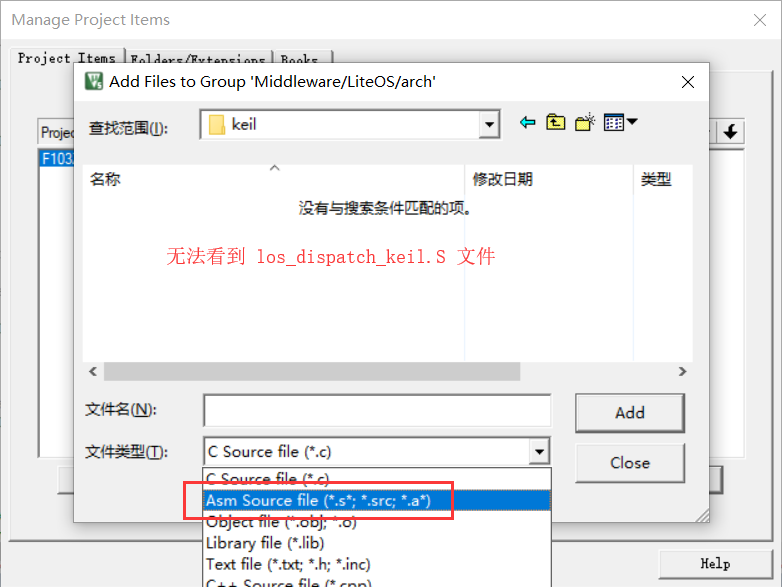 Manage Project Items
Project Items
Folders/Extensions
Books
Add Files to Group 'Middleware/LiteOS/arch'
查找范围(I):
keil
F103
名称
修改日期
类型
没有与搜索条件匹配的项。
无法看到 los_dispatch_keil.S 文件
文件名(N):
Add
文件类型(T):
C Source file (*.c)
Close
C Source file (*.c)
Asm Source file (*.s*; *.src; *.a*)
Object file (*.obj; *.o)
Library file (*.lib)
Text file (*.txt; *.h; *.inc)
C++ Source file (*.cpp)
Help